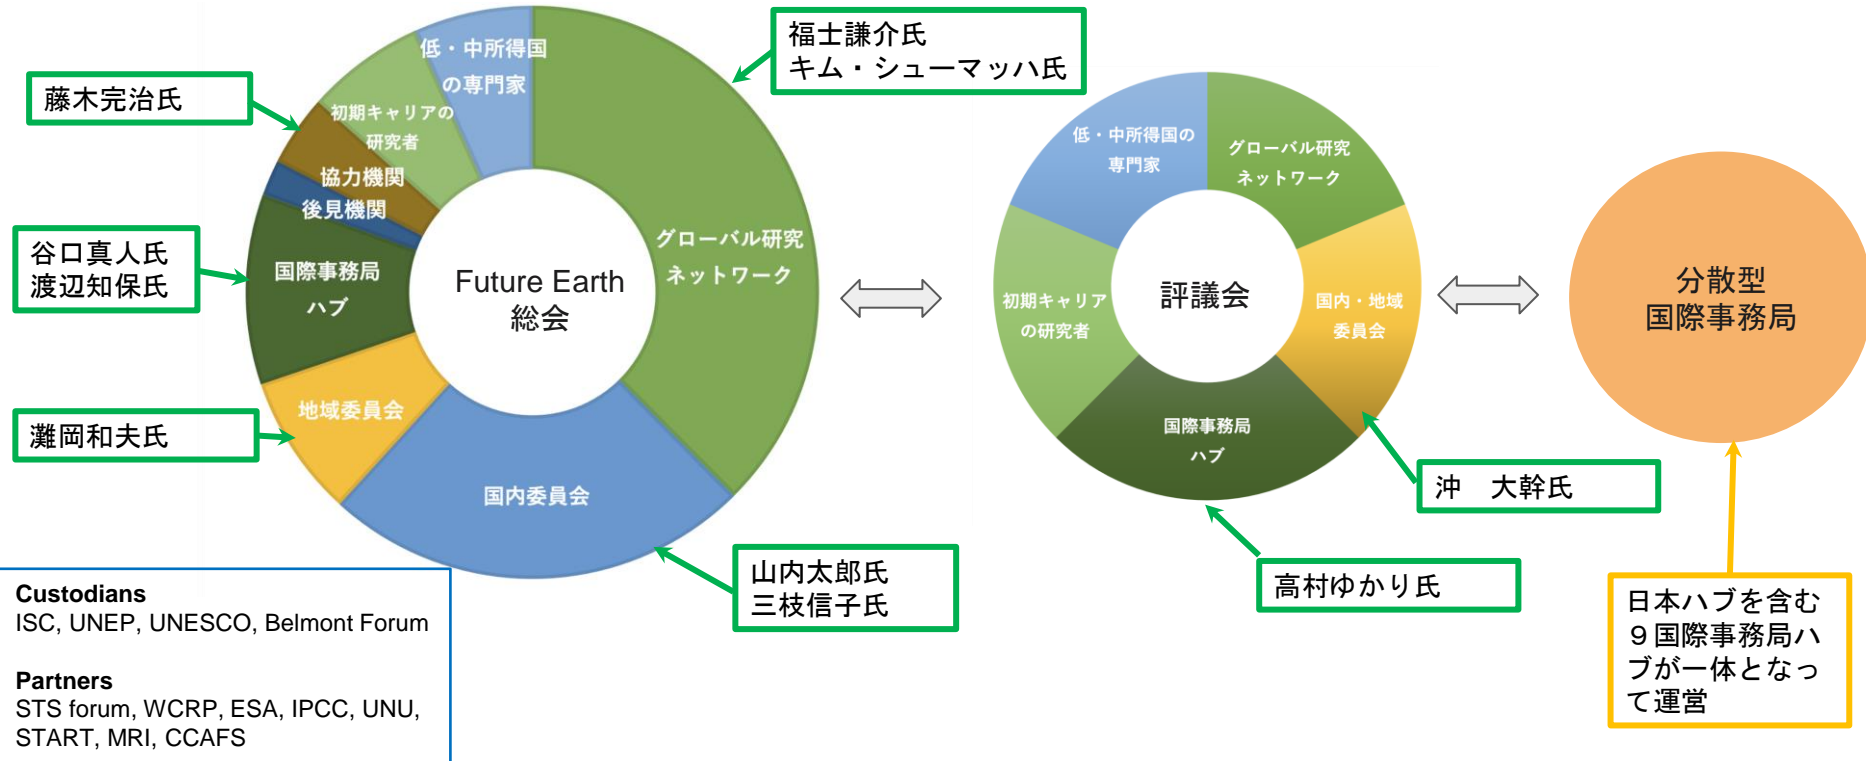 低・中所得国
の専門家
福士謙介氏
キム・シューマッハ氏
藤木完治氏
初期キャリアの
研究者
協力機関
後見機関
谷口真人氏
渡辺知保氏
国際事務局
ハブ
Future Earth
総会
グローバル研究
ネットワーク
灘岡和夫氏
地域委員会
国内委員会
山内太郎氏
三枝信子氏
低・中所得国の
専門家
グローバル研究
ネットワーク
初期キャリア
の研究者
評議会
国内・地域
委員会
国際事務局
ハブ
沖　大幹氏
高村ゆかり氏
分散型
国際事務局
日本ハブを含む
９国際事務局ハ
ブが一体となっ
て運営
Custodians
ISC, UNEP, UNESCO, Belmont Forum
Partners
STS forum, WCRP, ESA, IPCC, UNU,
START, MRI, CCAFS